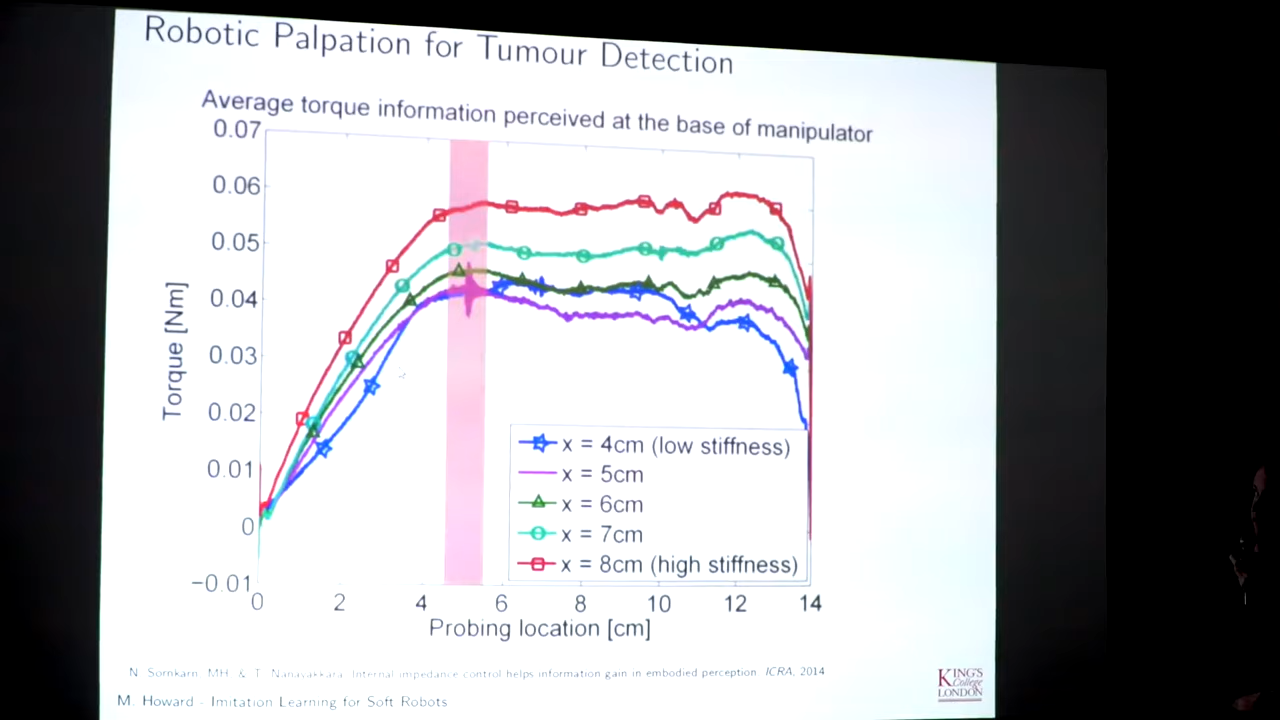 Robotic Palpation for Tumour Detection
Average torque information perceived at the base of manipulator
0.07
0.06
0.05
0.04
0.03
0.02
0.01
0
−0.01
Torque [Nm]
x = 4cm (low stiffness)
x = 5cm
x = 6cm
x = 7cm
x = 8cm (high stiffness)
0 2 4 6 8 10 12 14
Probing location [cm]
N. Sornkarn, MH. & T. Nanayakkara. Internal impedance control helps information gain in embodied perception. ICRA, 2014
M. Howard - Imitation Learning for Soft Robots
KING'S
College
LONDON